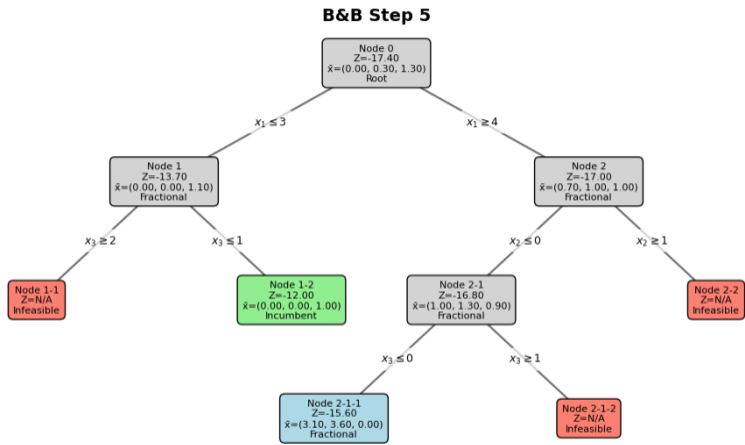 B&B Step 5
Node 0
Z=-17.40
x̄=(0.00, 0.30, 1.30)
Root
x₁ ≤ 3
x₁ ≥ 4
Node 1
Z=-13.70
x̄=(0.00, 0.00, 1.10)
Fractional
Node 2
Z=-17.00
x̄=(0.70, 1.00, 1.00)
Fractional
x₃ ≥ 2
x₃ ≤ 1
x₂ ≤ 0
x₂ ≥ 1
Node 1-1
Z=N/A
Infeasible
Node 1-2
Z=-12.00
x̄=(0.00, 0.00, 1.00)
Incumbent
Node 2-1
Z=-16.80
x̄=(1.00, 1.30, 0.90)
Fractional
Node 2-2
Z=N/A
Infeasible
x₃ ≤ 0
x₃ ≥ 1
Node 2-1-1
Z=-15.60
x̄=(3.10, 3.60, 0.00)
Fractional
Node 2-1-2
Z=N/A
Infeasible